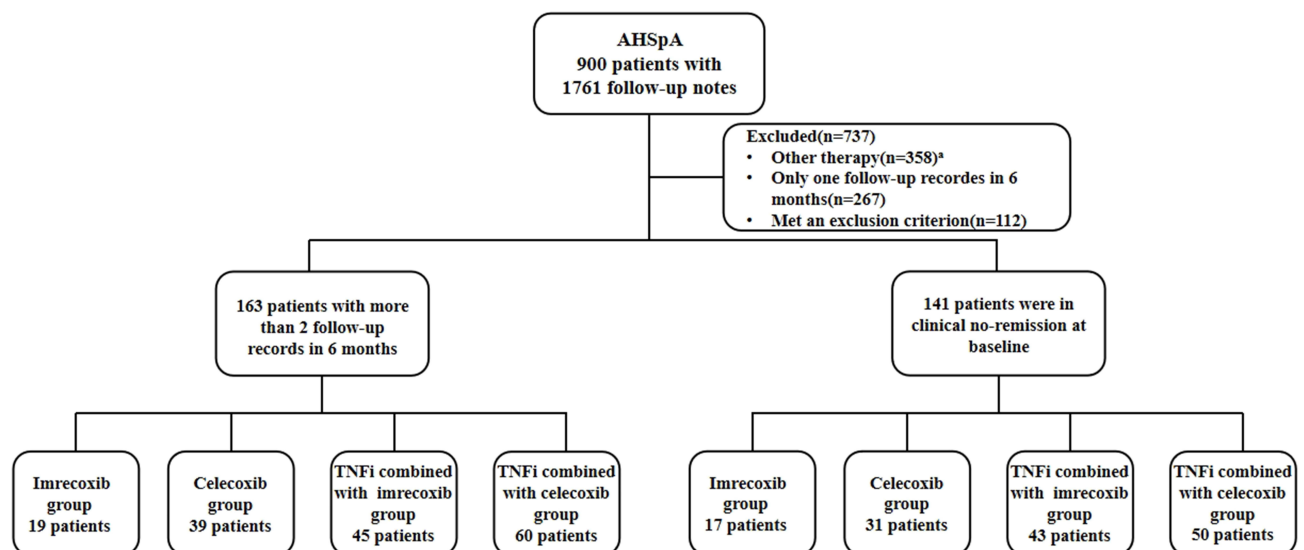 AHSpA
900 patients with
1761 follow-up notes
Excluded(n=737)
• Other therapy(n=358)ᵃ
• Only one follow-up recordes in 6
months(n=267)
• Met an exclusion criterion(n=112)
163 patients with more
than 2 follow-up
records in 6 months
141 patients were in
clinical no-remission at
baseline
Imrecoxib
group
19 patients
Celecoxib
group
39 patients
TNFi combined
with imrecoxib
group
45 patients
TNFi combined
with celecoxib
group
60 patients
Imrecoxib
group
17 patients
Celecoxib
group
31 patients
TNFi combined
with imrecoxib
group
43 patients
TNFi combined
with celecoxib
group
50 patients